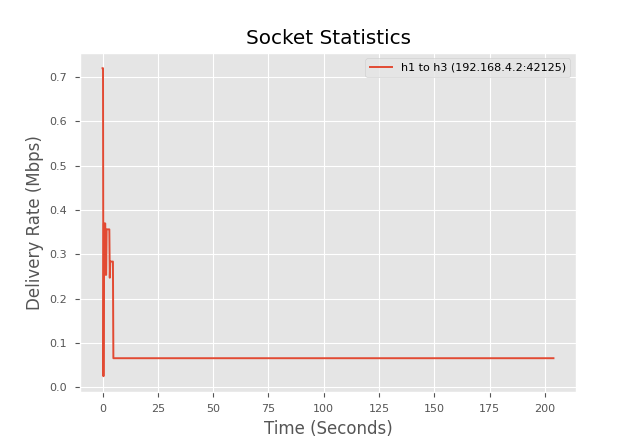 Socket Statistics
h1 to h3 (192.168.4.2:42125)
Delivery Rate (Mbps)
0.7
0.6
0.5
0.4
0.3
0.2
0.1
0.0
0 25 50 75 100 125 150 175 200
Time (Seconds)